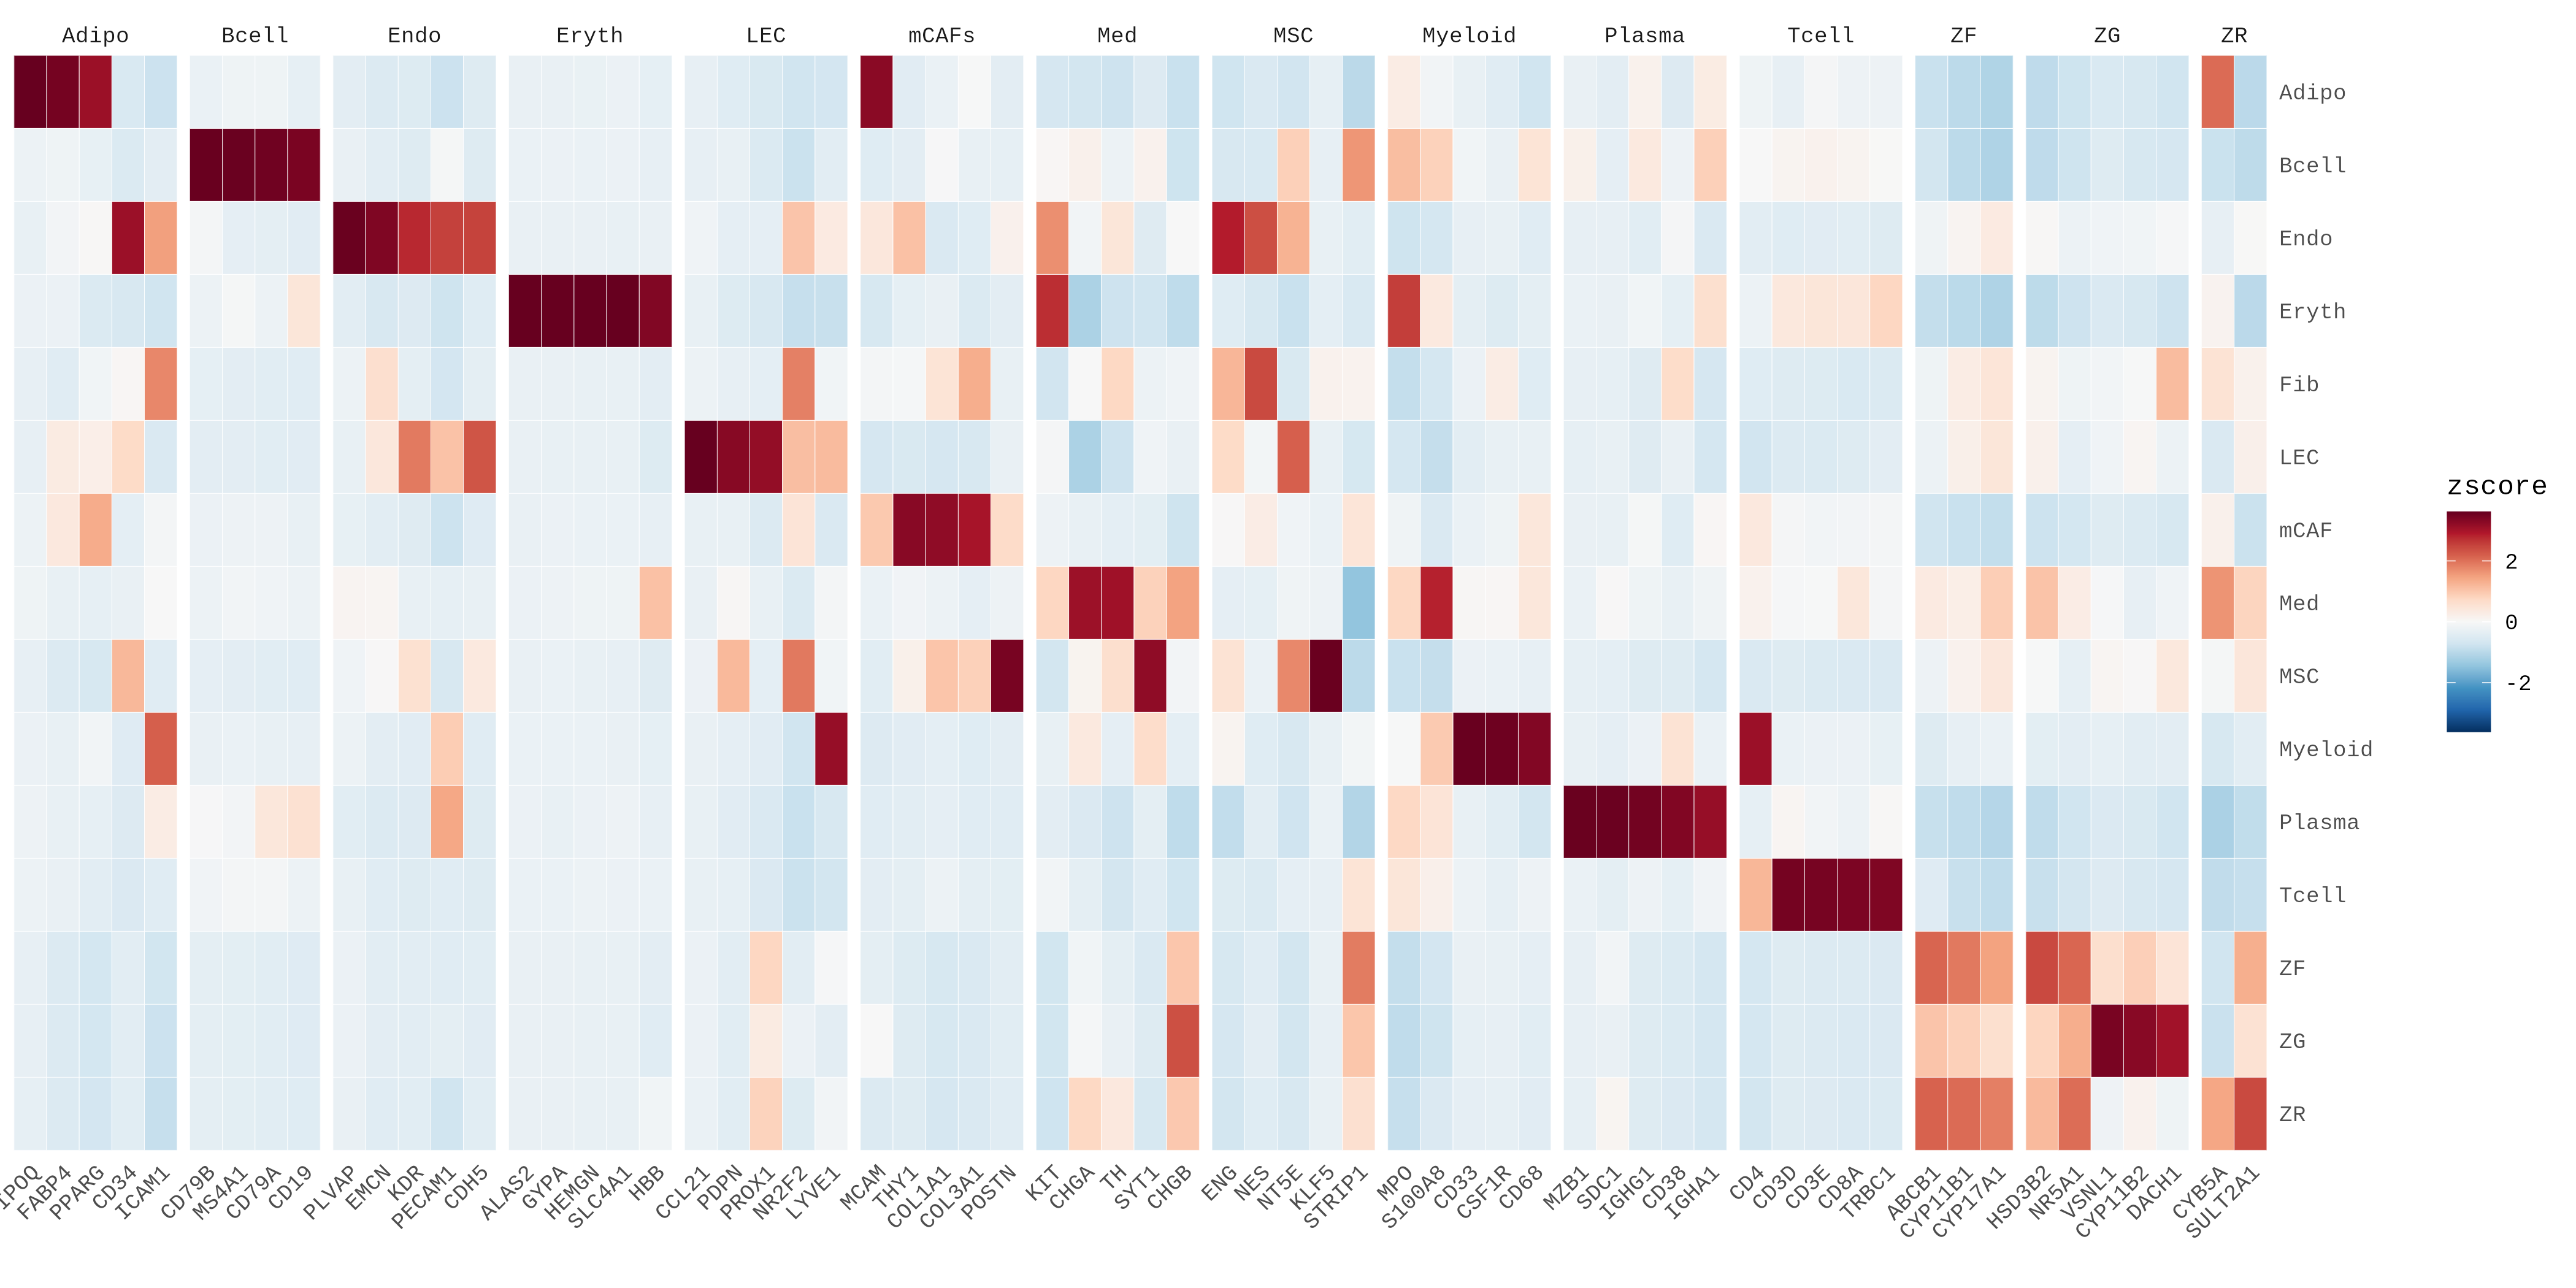 Adipo Bcell Endo Eryth LEC mCAFs Med MSC Myeloid Plasma Tcell ZF ZG ZR
Adipo
Bcell
Endo
Eryth
Fib
LEC
mCAF
Med
MSC
Myeloid
Plasma
Tcell
ZF
ZG
ZR
zscore
2
0
-2
IPOQ FABP4 PPARG CD34 ICAM1 CD79B MS4A1 CD79A CD19 PLVAP EMCN KDR PECAM1 CDH5 ALAS2 GYPA HEMGN SLC4A1 HBB CCL21 PDPN PROX1 NR2F2 LYVE1 MCAM THY1 COL1A1 COL3A1 POSTN KIT CHGA TH SYT1 CHGB ENG NES NT5E KLF5 STRIP1 MPO S100A8 CD33 CSF1R CD68 MZB1 SDC1 IGHG1 CD38 IGHA1 CD4 CD3D CD3E CD8A TRBC1 ABCB1 CYP11B1 CYP17A1 HSD3B2 NR5A1 VSNL1 CYP11B2 DACH1 CYB5A SULT2A1